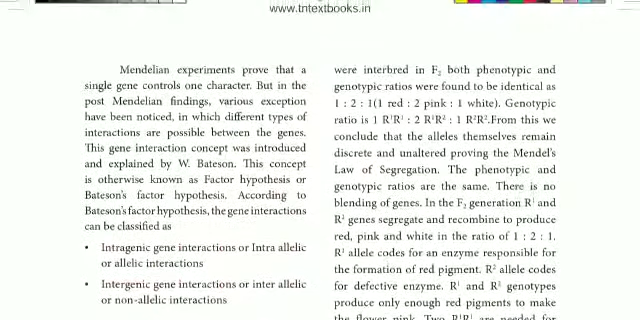 www.tntextbooks.in
Mendelian experiments prove that a
single gene controls one character. But in the
post Mendelian findings, various exception
have been noticed, in which different types of
interactions are possible between the genes.
This gene interaction concept was introduced
and explained by W. Bateson. This concept
is otherwise known as Factor hypothesis or
Bateson's factor hypothesis. According to
Bateson's factor hypothesis, the gene interactions
can be classified as
• Intragenic gene interactions or Intra allelic
or allelic interactions
• Intergenic gene interactions or inter allelic
or non-allelic interactions
were interbred in F₂ both phenotypic and
genotypic ratios were found to be identical as
1 : 2 : 1(1 red : 2 pink : 1 white). Genotypic
ratio is 1 R¹R¹ : 2 R¹R² : 1 R²R².From this we
conclude that the alleles themselves remain
discrete and unaltered proving the Mendel's
Law of Segregation. The phenotypic and
genotypic ratios are the same. There is no
blending of genes. In the F₂ generation R¹ and
R² genes segregate and recombine to produce
red, pink and white in the ratio of 1 : 2 : 1.
R¹ allele codes for an enzyme responsible for
the formation of red pigment. R² allele codes
for defective enzyme. R¹ and R² genotypes
produce only enough red pigments to make
the flower pink. Two R¹R¹ are needed for